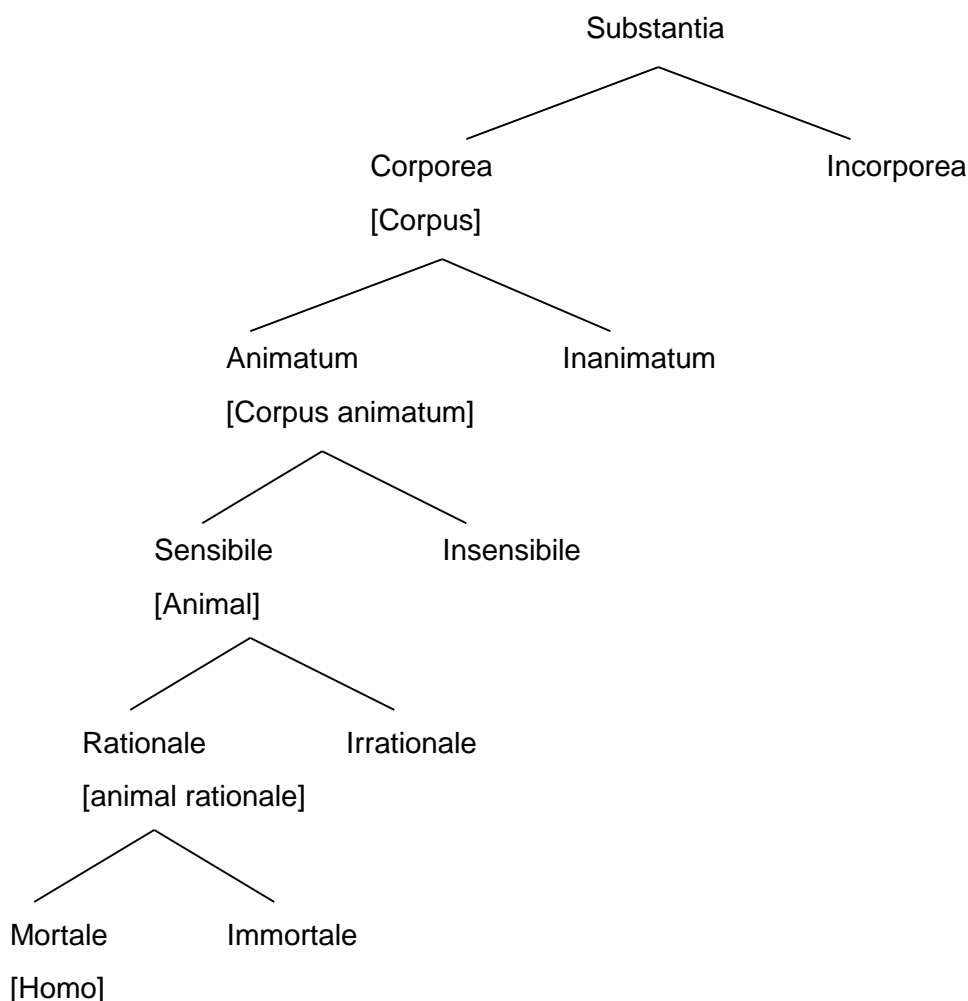 Substantia
Corporea Incorporea
[Corpus]
Animatum Inanimatum
[Corpus animatum]
Sensibile Insensibile
[Animal]
Rationale Irrationale
[animal rationale]
Mortale Immortale
[Homo]